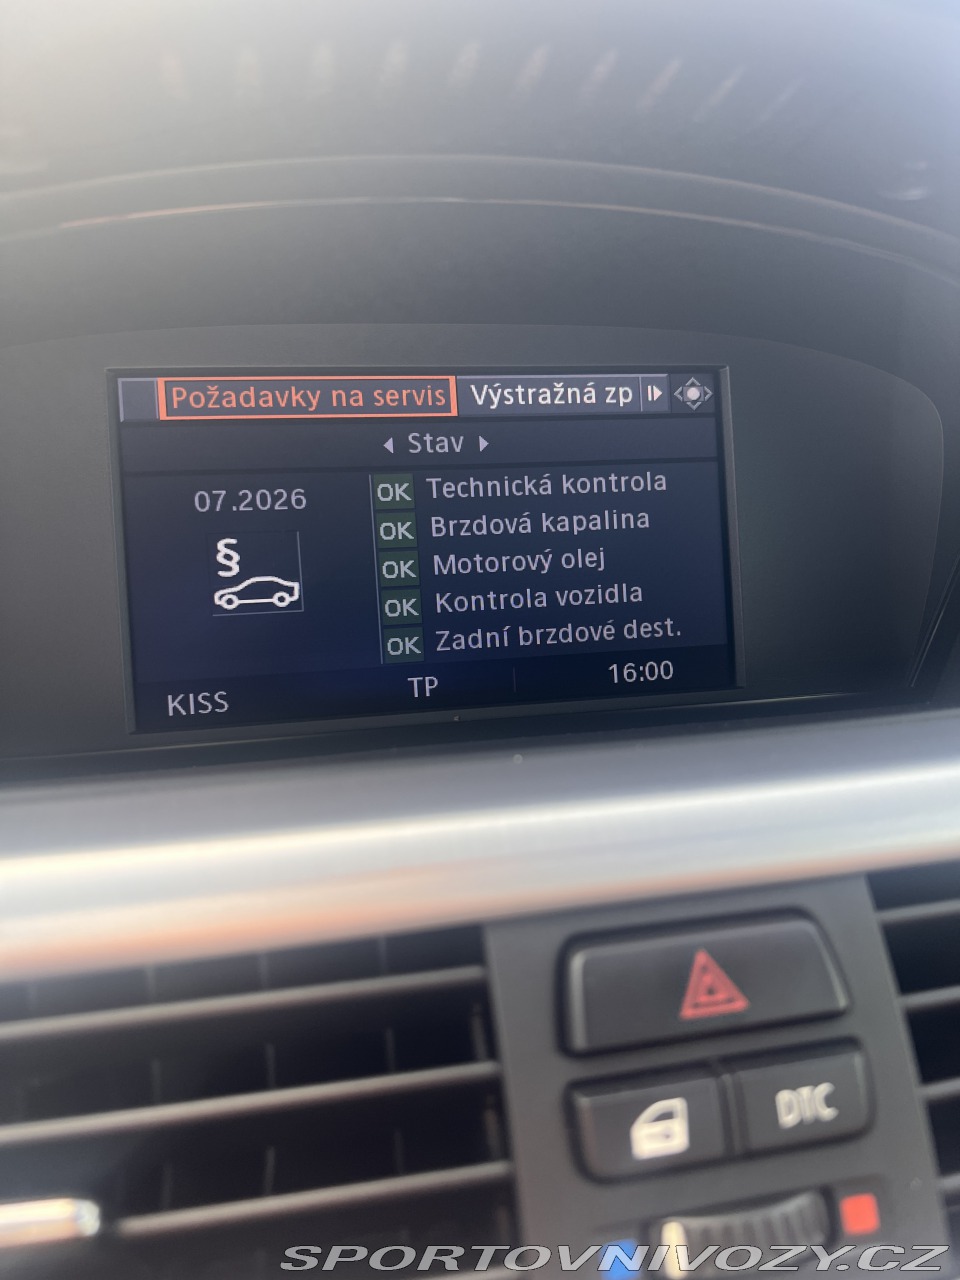 Požadavky na servis Výstražná zp
Stav
07.2026
§
OK Technická kontrola
OK Brzdová kapalina
OK Motorový olej
OK Kontrola vozidla
OK Zadní brzdové dest.
KISS TP 16:00
DTC
SPORTOVNIVOZY.CZ